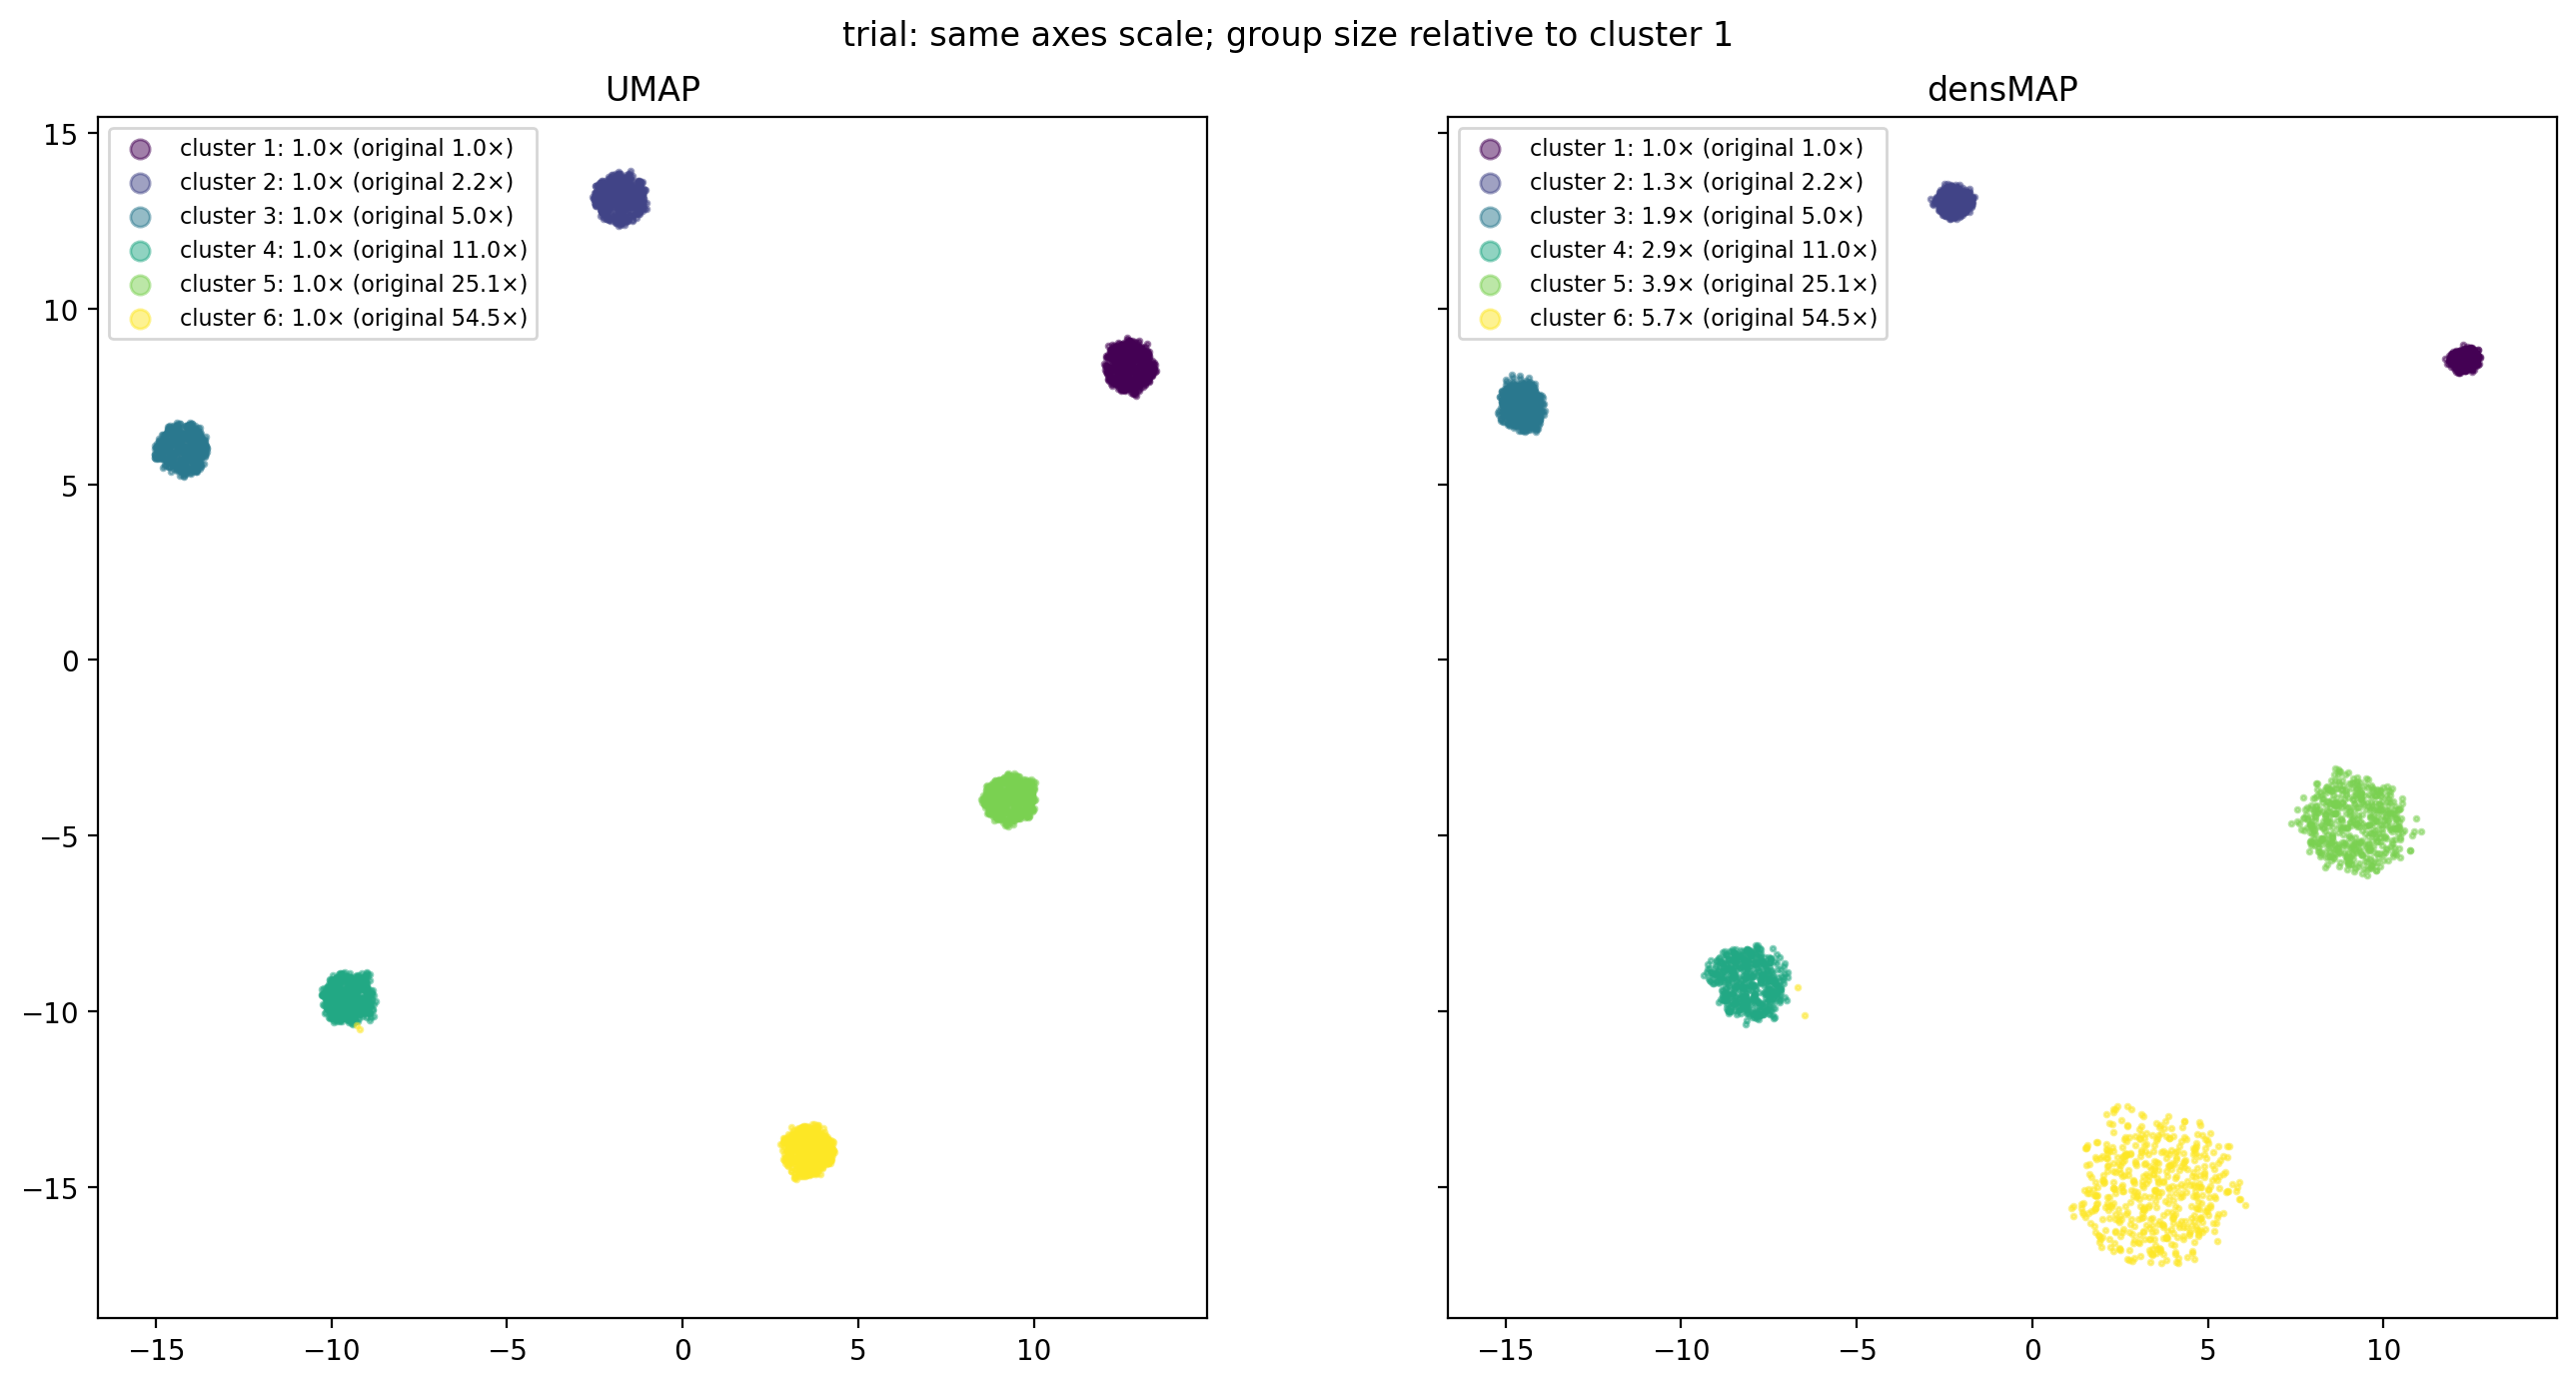 trial: same axes scale; group size relative to cluster 1
UMAP
cluster 1: 1.0× (original 1.0×)
cluster 2: 1.0× (original 2.2×)
cluster 3: 1.0× (original 5.0×)
cluster 4: 1.0× (original 11.0×)
cluster 5: 1.0× (original 25.1×)
cluster 6: 1.0× (original 54.5×)
15
10
5
0
−5
−10
−15
−15 −10 −5 0 5 10
densMAP
cluster 1: 1.0× (original 1.0×)
cluster 2: 1.3× (original 2.2×)
cluster 3: 1.9× (original 5.0×)
cluster 4: 2.9× (original 11.0×)
cluster 5: 3.9× (original 25.1×)
cluster 6: 5.7× (original 54.5×)
−15 −10 −5 0 5 10